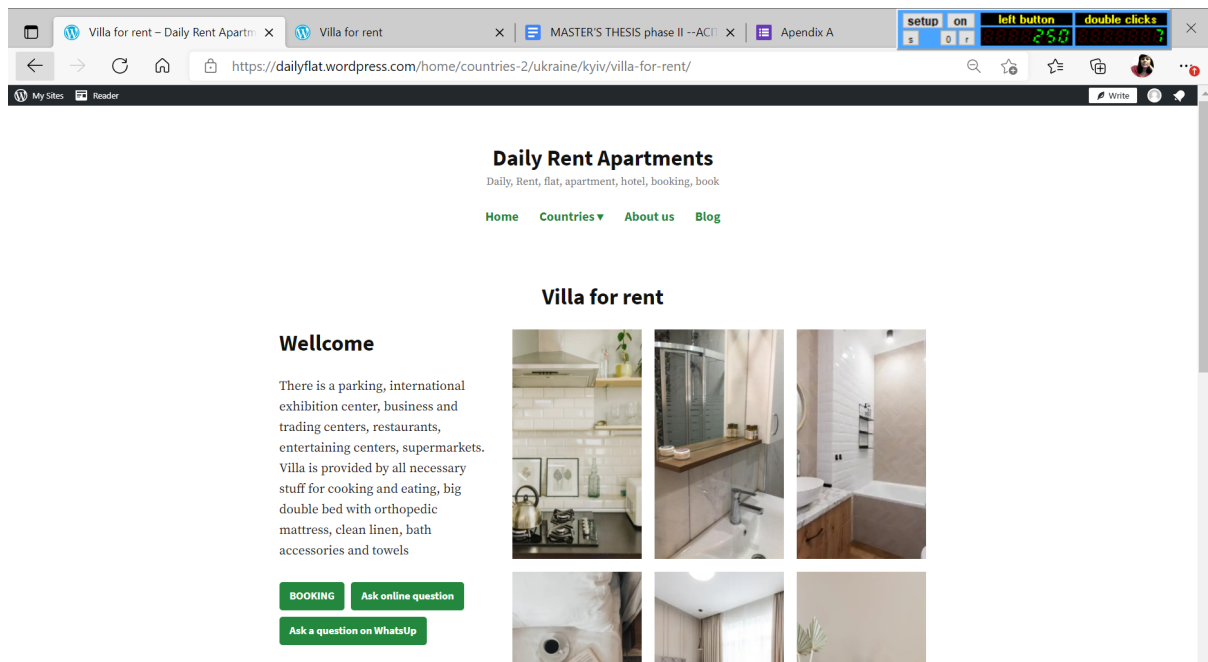 Villa for rent – Daily Rent Apartm
Villa for rent
MASTER'S THESIS phase II --ACIT
Apendix A
setup on left button double clicks
s 0 r 250 7
https://dailyflat.wordpress.com/home/countries-2/ukraine/kyiv/villa-for-rent/
My Sites Reader Write
Daily Rent Apartments
Daily, Rent, flat, apartment, hotel, booking, book
Home Countries▾ About us Blog
Villa for rent
Wellcome
There is a parking, international
exhibition center, business and
trading centers, restaurants,
entertaining centers, supermarkets.
Villa is provided by all necessary
stuff for cooking and eating, big
double bed with orthopedic
mattress, clean linen, bath
accessories and towels
BOOKING Ask online question
Ask a question on WhatsUp